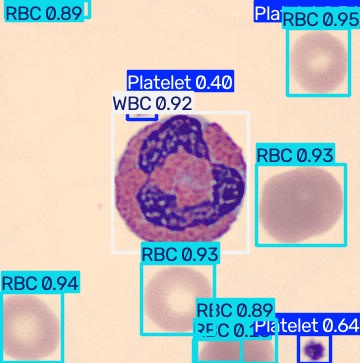 RBC 0.89
Pla
RBC 0.95
Platelet 0.40
WBC 0.92
RBC 0.93
RBC 0.93
RBC 0.94
RBC 0.89
Platelet 0.64